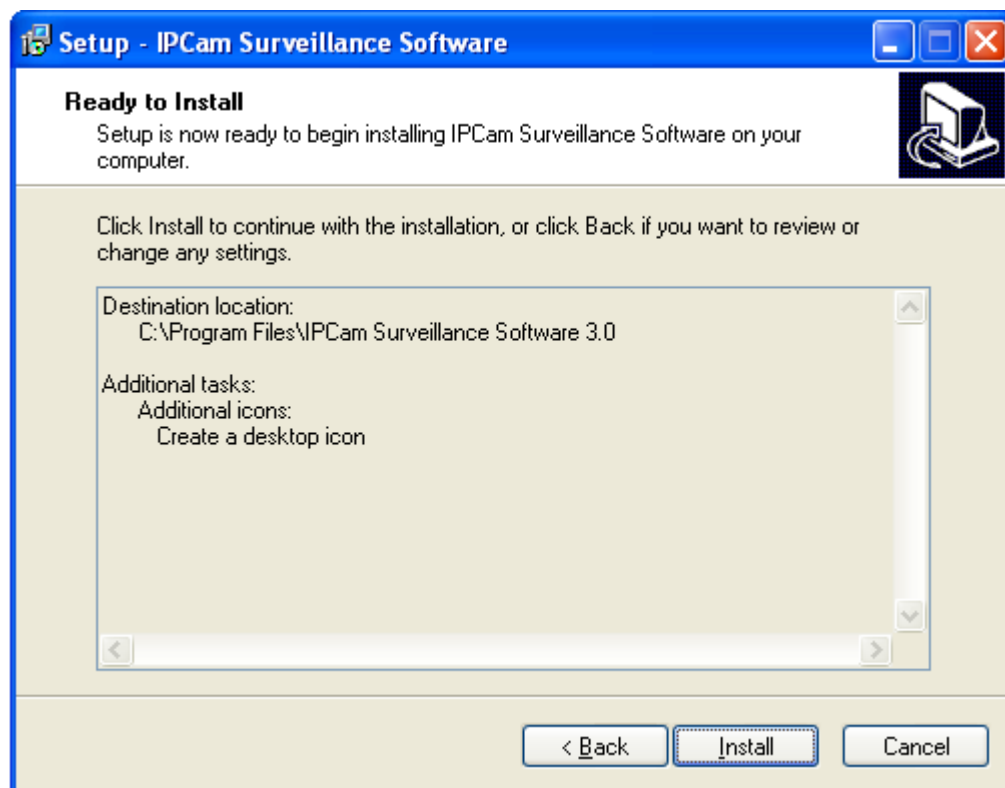 Setup - IPCam Surveillance Software
Ready to Install
Setup is now ready to begin installing IPCam Surveillance Software on your
computer.
Click Install to continue with the installation, or click Back if you want to review or
change any settings.
Destination location:
C:\Program Files\IPCam Surveillance Software 3.0
Additional tasks:
Additional icons:
Create a desktop icon
< Back Install Cancel